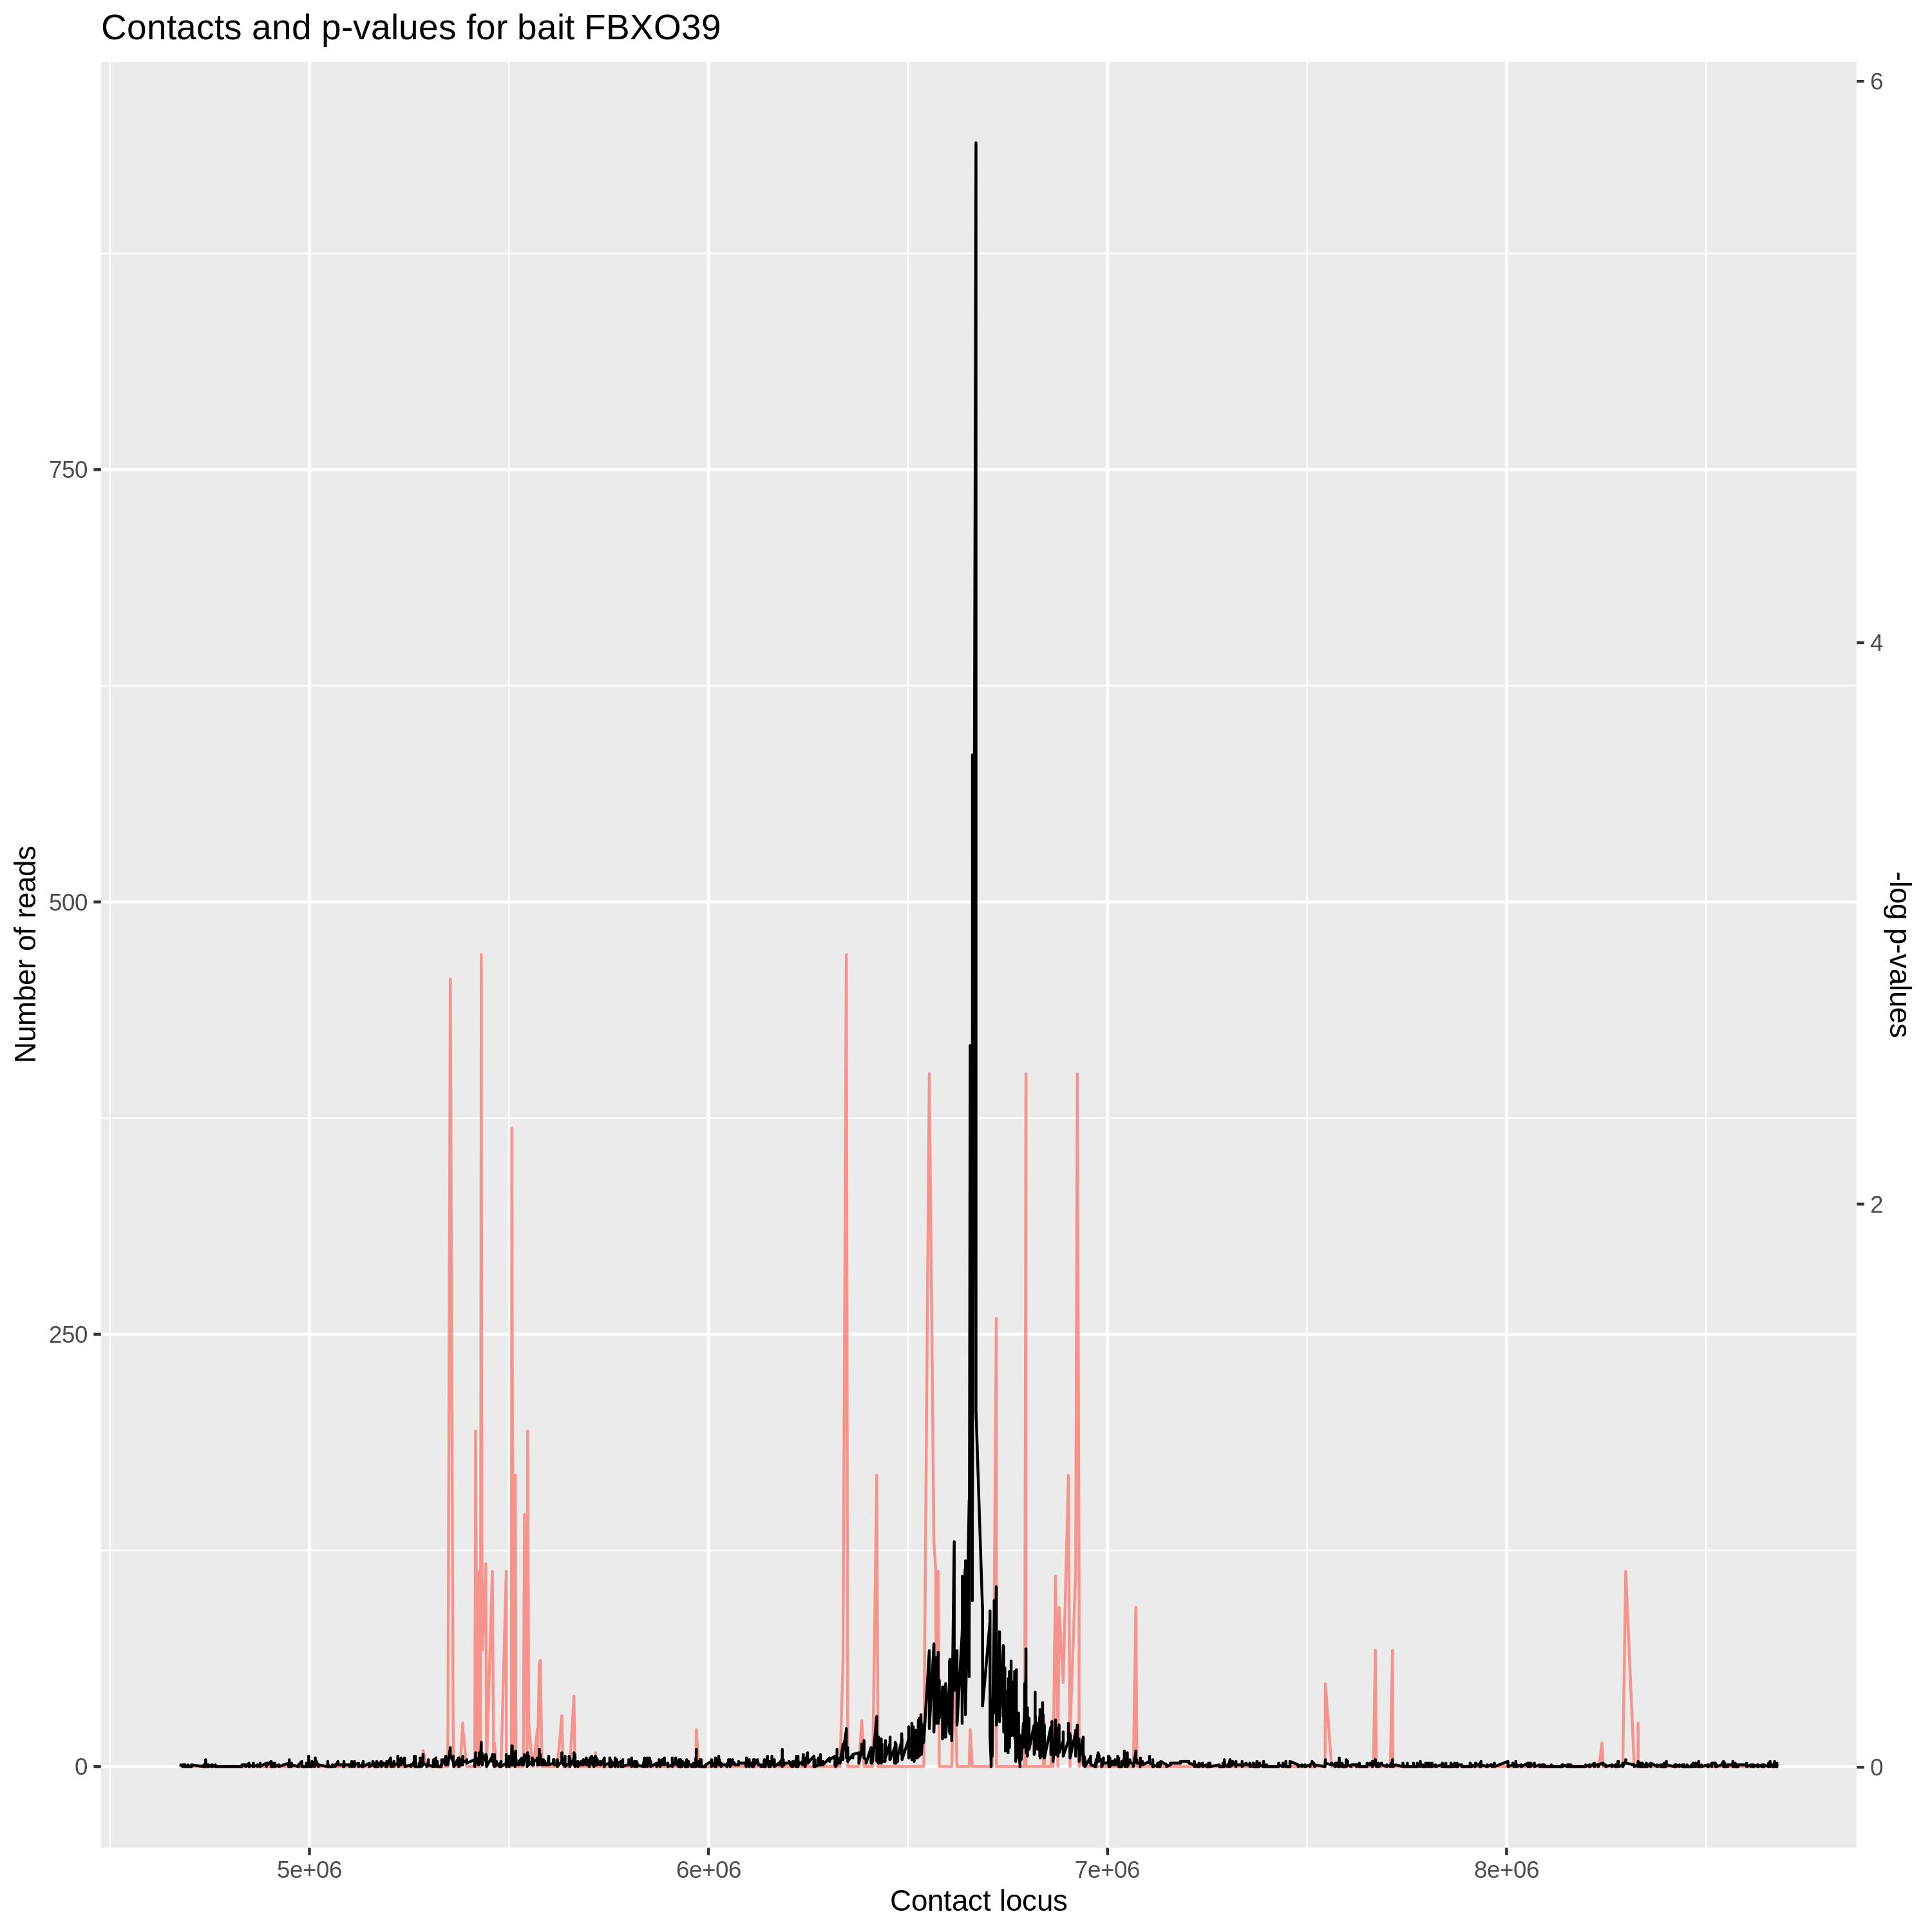 Contacts and p-values for bait FBXO39
6
750
4
500
Number of reads
-log p-values
2
250
0
0
5e+06
6e+06
7e+06
8e+06
Contact locus